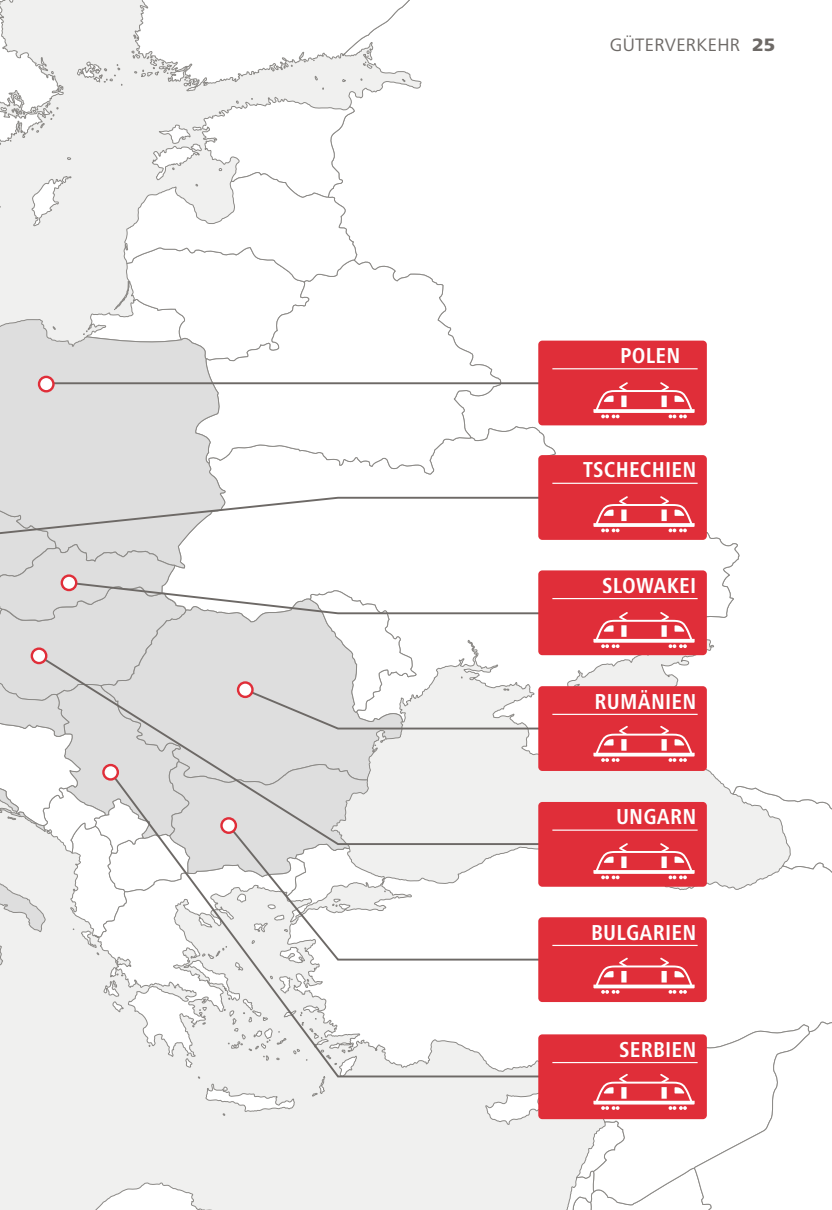 GÜTERVERKEHR 25
POLEN
TSCHECHIEN
SLOWAKEI
RUMÄNIEN
UNGARN
BULGARIEN
SERBIEN